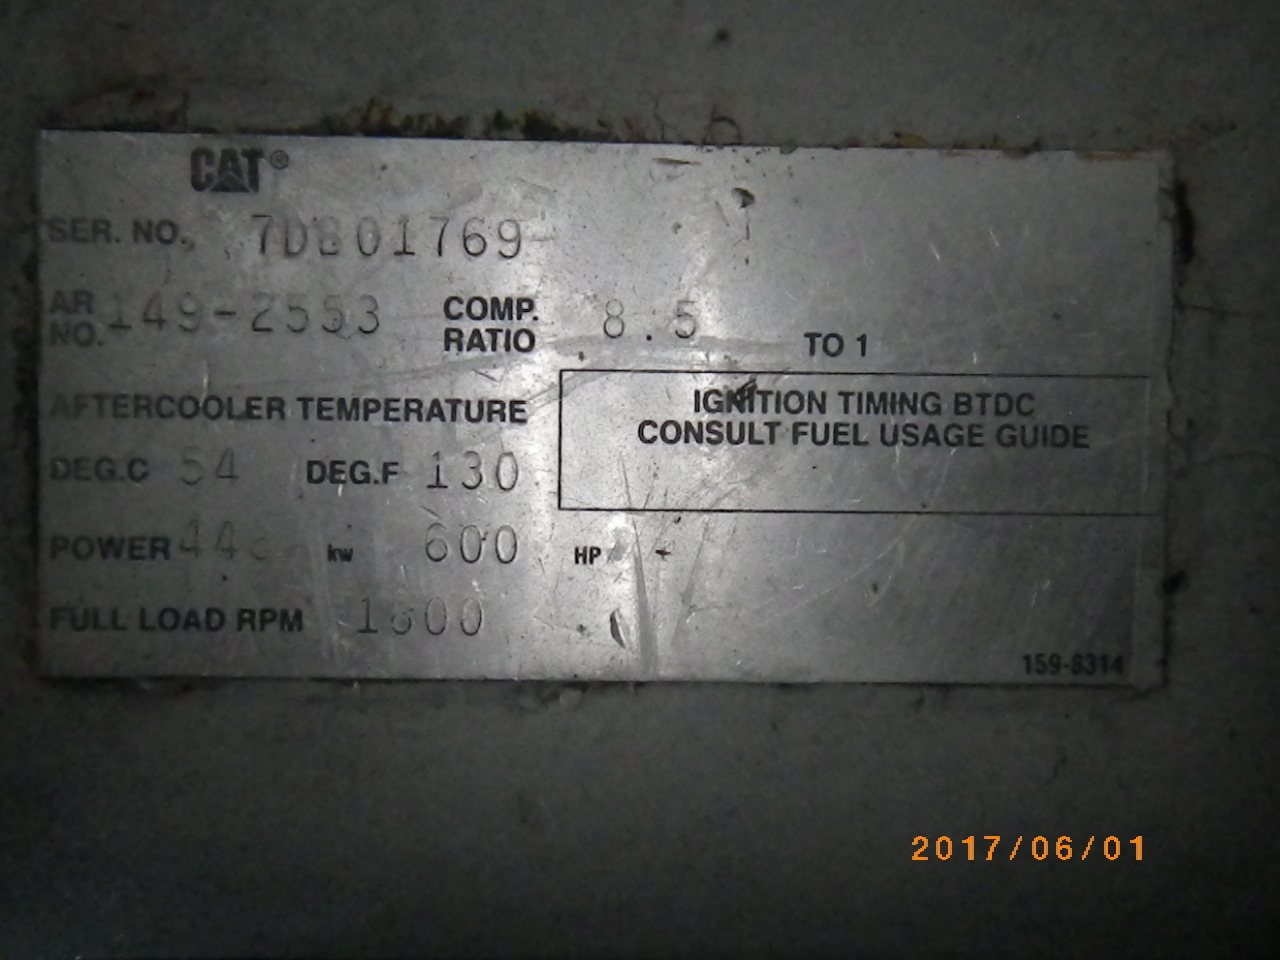 CAT®
SER. NO. 7DB01769
AR NO. 149-2553 COMP. RATIO 8.5 TO 1
AFTERCOOLER TEMPERATURE
DEG.C 54 DEG.F 130
IGNITION TIMING BTDC
CONSULT FUEL USAGE GUIDE
POWER kw 600 HP
FULL LOAD RPM 1800
159-8314
2017/06/01